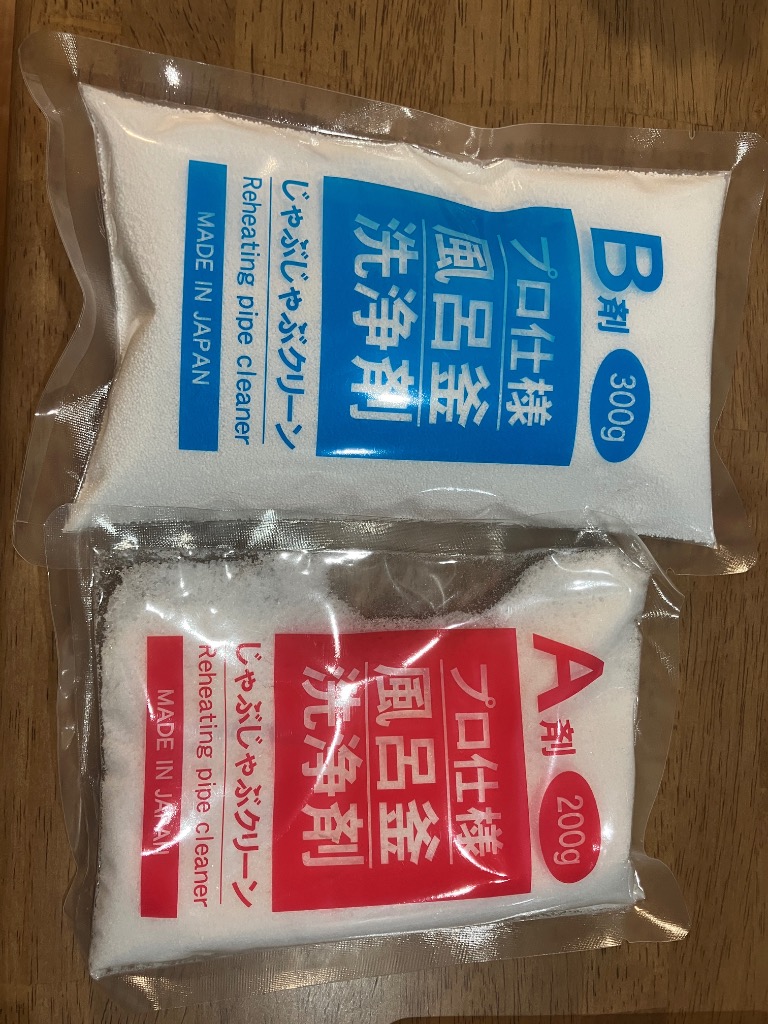 B剤
300g
プロ仕様
風呂釜
洗浄剤
じゃぶじゃぶクリーン
Reheating pipe cleaner
MADE IN JAPAN
A剤
200g
プロ仕様
風呂釜
洗浄剤
じゃぶじゃぶクリーン
Reheating pipe cleaner
MADE IN JAPAN